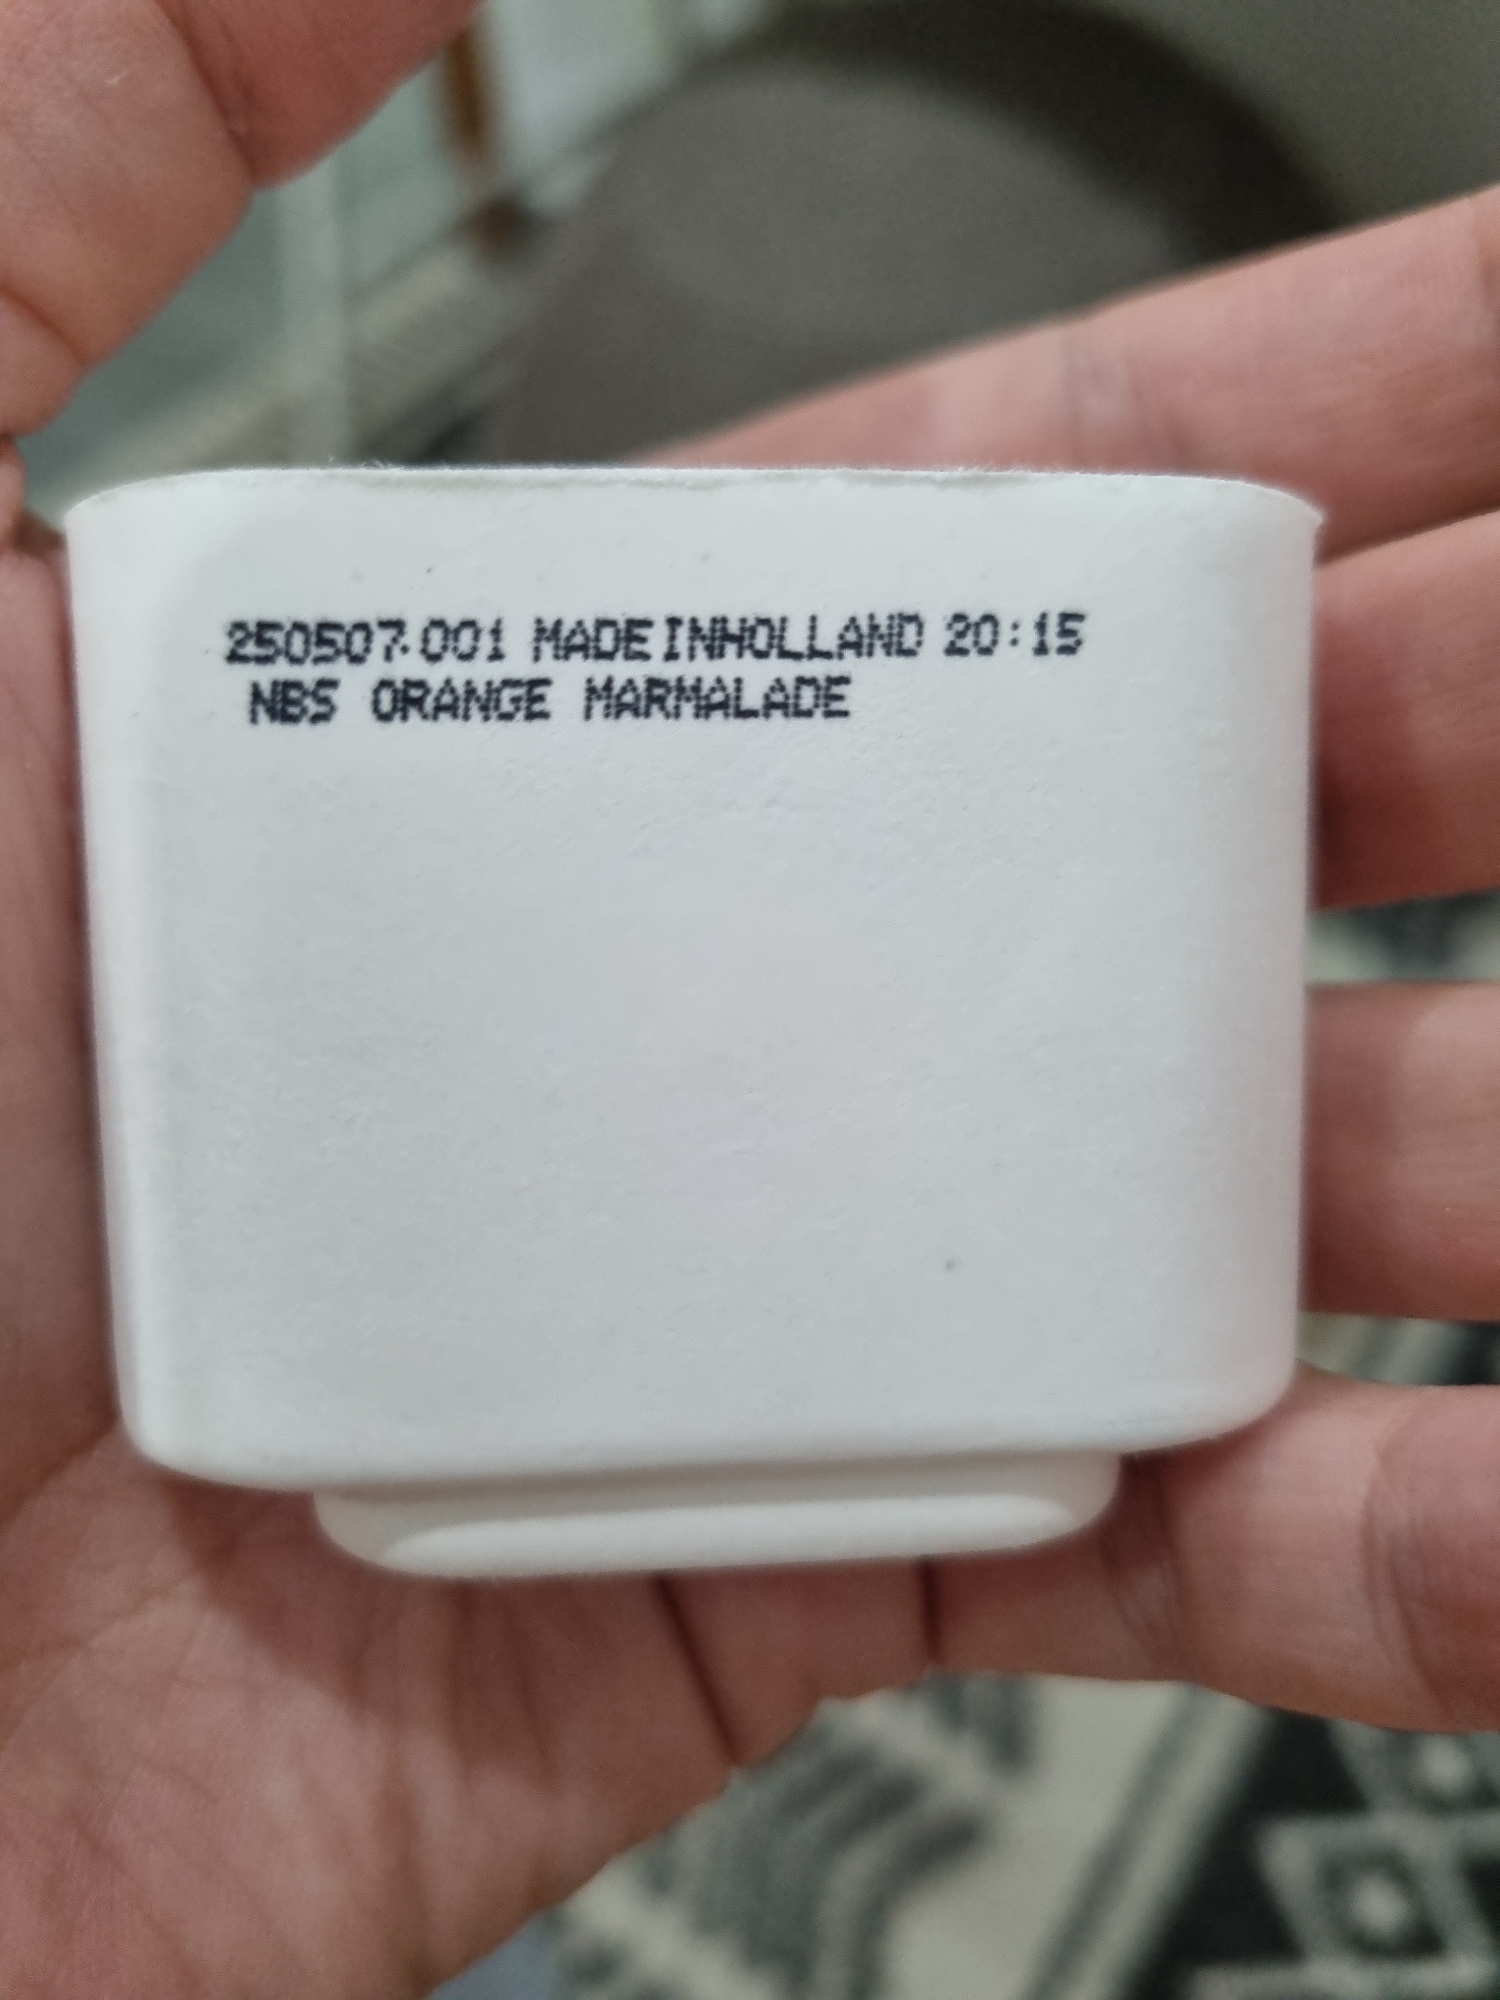 250507.001 MADEINHOLLAND 20:15
NBS ORANGE MARMALADE